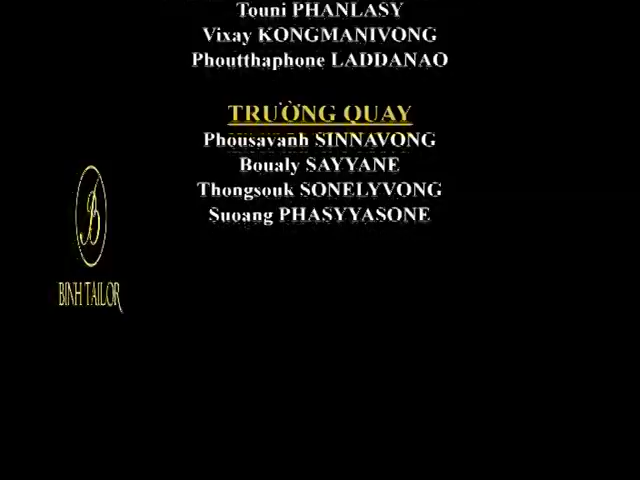 Touni PHANLASY
Vixay KONGMANIVONG
Phoutthaphone LADDANAO
TRƯỜNG QUAY
Phousavanh SINNAVONG
Boualy SAYYANE
Thongsouk SONELYVONG
Suoang PHASYYASONE
B
BINH TAILOR